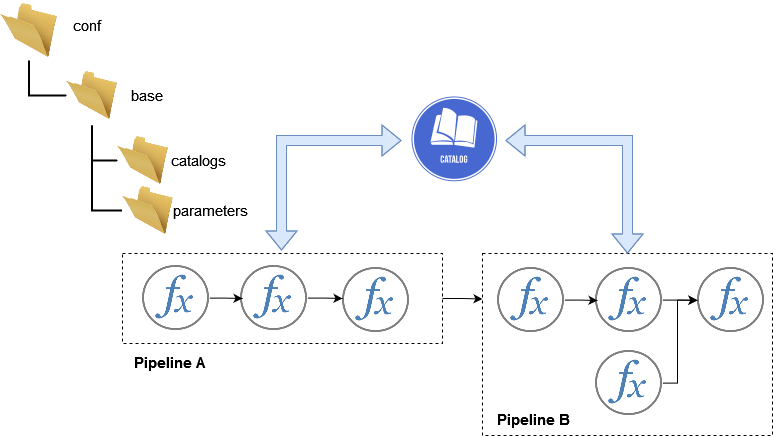 conf
base
catalogs
parameters
CATALOG
fx
fx
fx
fx
fx
fx
fx
Pipeline A
Pipeline B